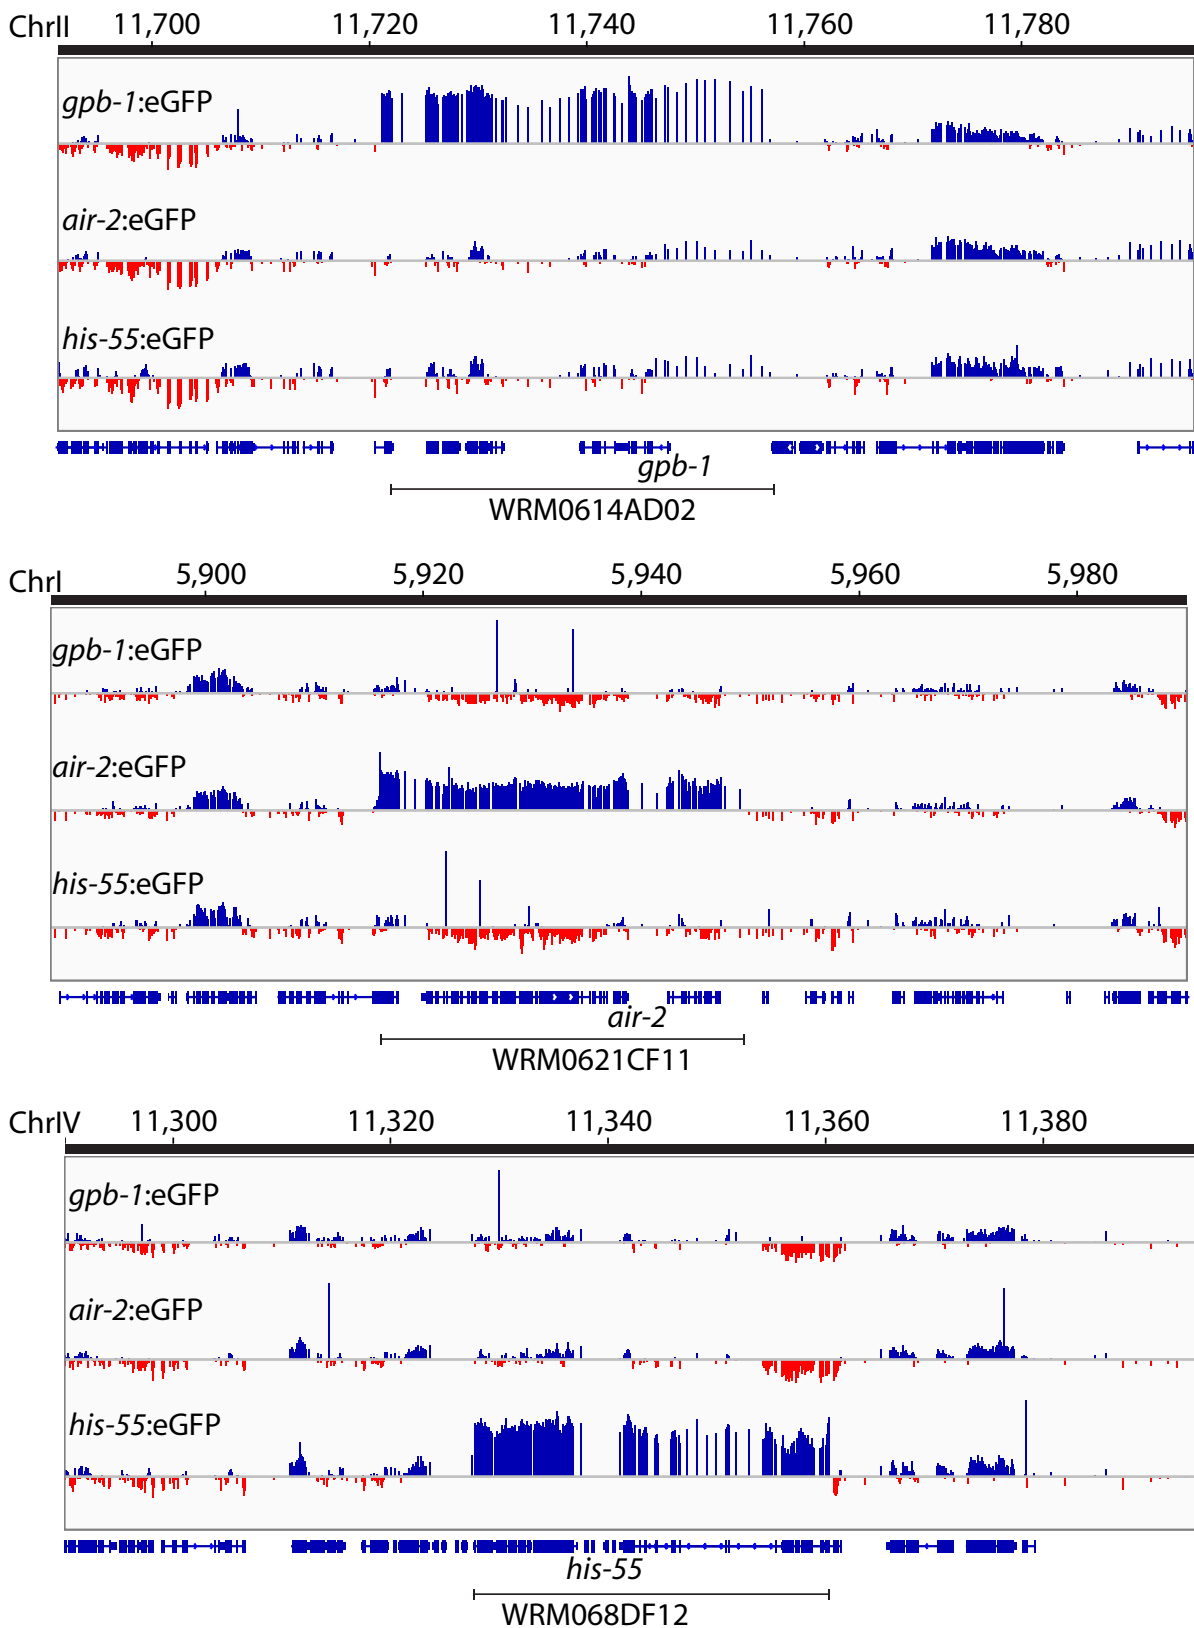 ChrII 11,700 11,720 11,740 11,760 11,780
gpb-1:eGFP
air-2:eGFP
his-55:eGFP
gpb-1
WRM0614AD02
ChrI 5,900 5,920 5,940 5,960 5,980
gpb-1:eGFP
air-2:eGFP
his-55:eGFP
air-2
WRM0621CF11
ChrIV 11,300 11,320 11,340 11,360 11,380
gpb-1:eGFP
air-2:eGFP
his-55:eGFP
his-55
WRM068DF12